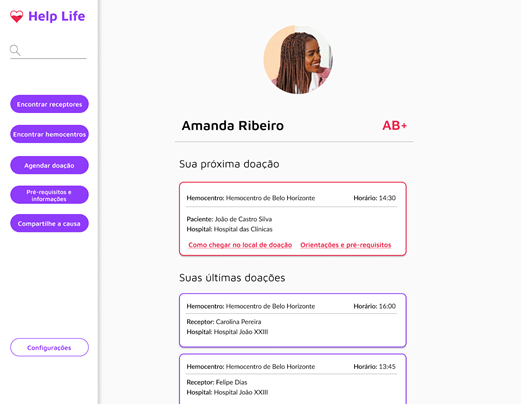 Help Life
Encontrar receptores
Encontrar hemocentros
Agendar doação
Pré-requisitos e
informações
Compartilhe a causa
Configurações
Amanda Ribeiro AB+
Sua próxima doação
Hemocentro: Hemocentro de Belo Horizonte Horário: 14:30
Paciente: João de Castro Silva
Hospital: Hospital das Clínicas
Como chegar no local de doação Orientações e pré-requisitos
Suas últimas doações
Hemocentro: Hemocentro de Belo Horizonte Horário: 16:00
Receptor: Carolina Pereira
Hospital: Hospital João XXIII
Hemocentro: Hemocentro de Belo Horizonte Horário: 13:45
Receptor: Felipe Dias
Hospital: Hospital João XXIII